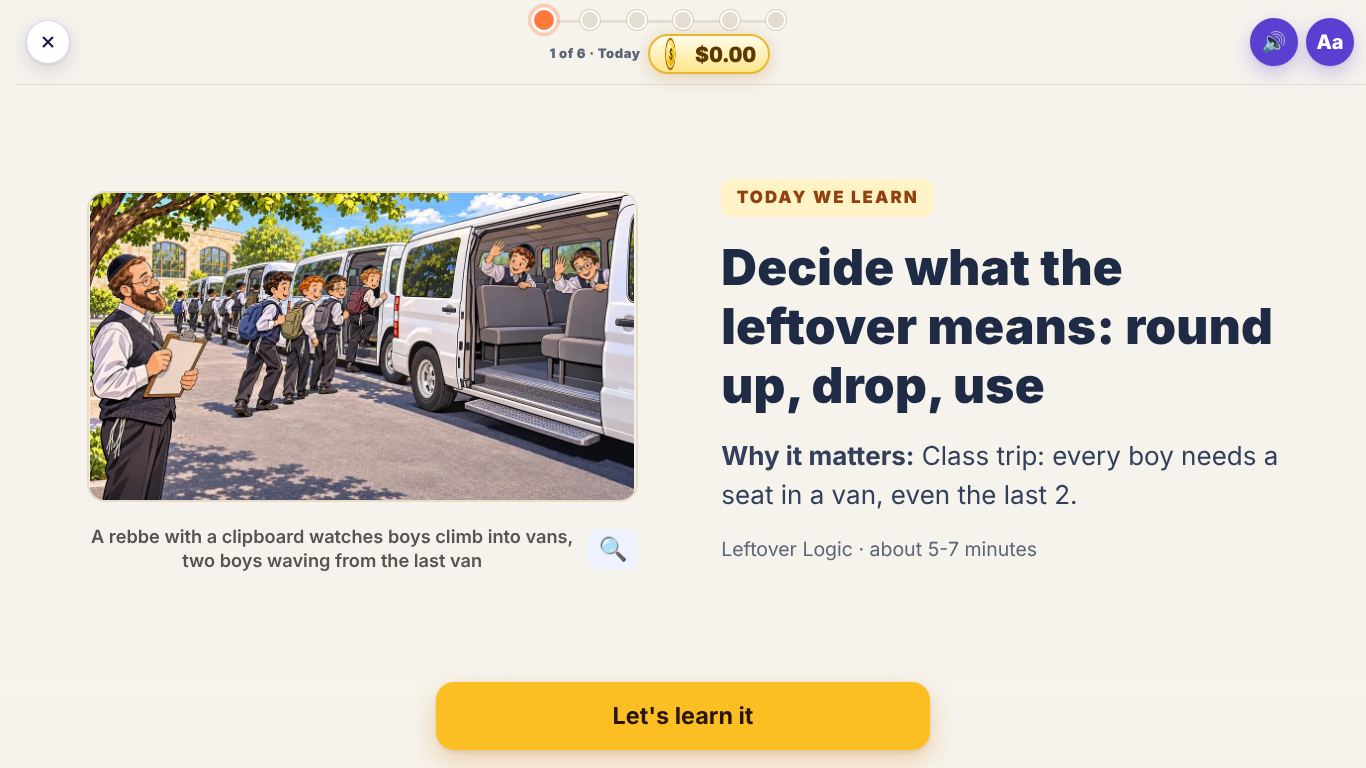 1 of 6 · Today
$0.00
Aa
TODAY WE LEARN
Decide what the
leftover means: round
up, drop, use
Why it matters: Class trip: every boy needs a
seat in a van, even the last 2.
Leftover Logic · about 5-7 minutes
A rebbe with a clipboard watches boys climb into vans,
two boys waving from the last van
Let's learn it